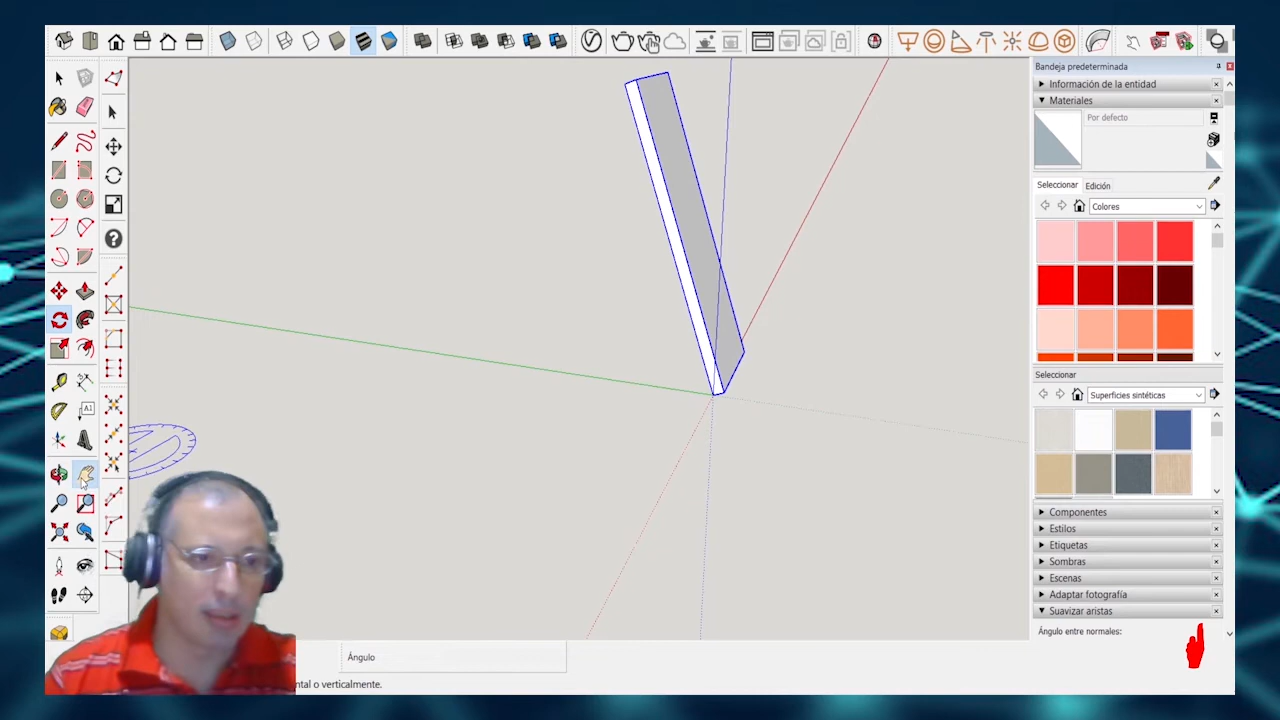 Bandeja predeterminada
Información de la entidad
Materiales
Por defecto
Seleccionar
Edición
Colores
Seleccionar
Superficies sintéticas
Componentes
Estilos
Etiquetas
Sombras
Escenas
Adaptar fotografía
Suavizar aristas
Ángulo entre normales:
A1
Ángulo
ntal o verticalmente.